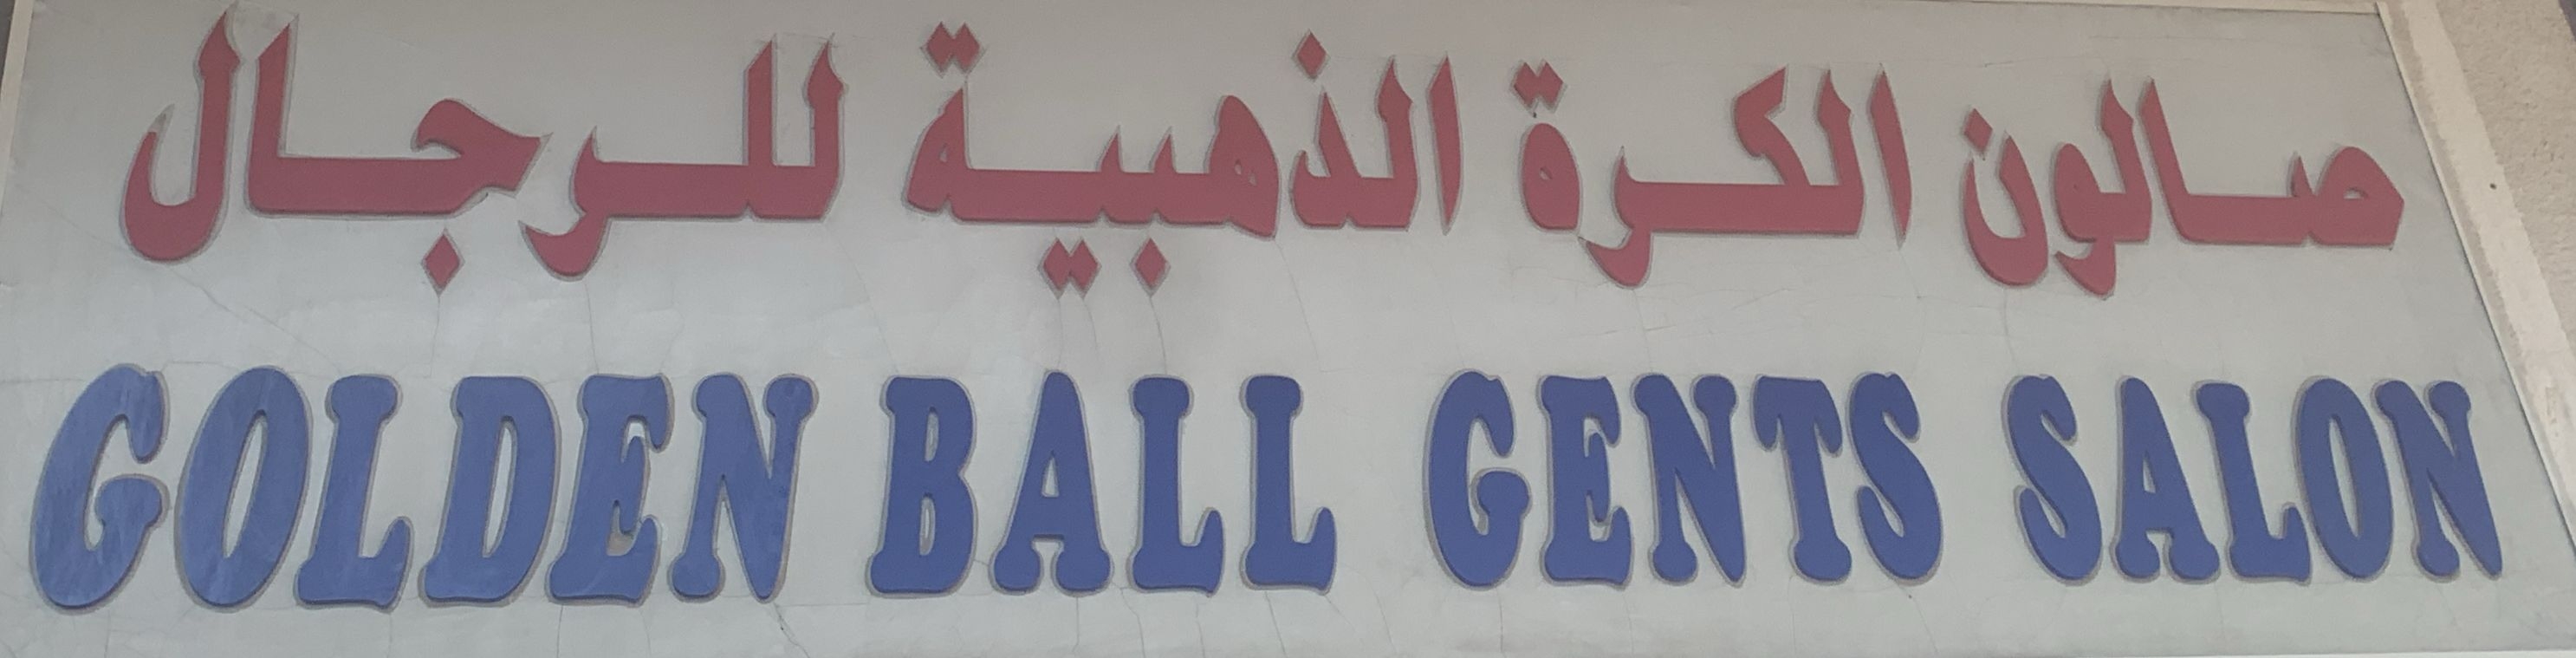 صالون الكرة الذهبية للرجال
GOLDEN BALL GENTS SALON